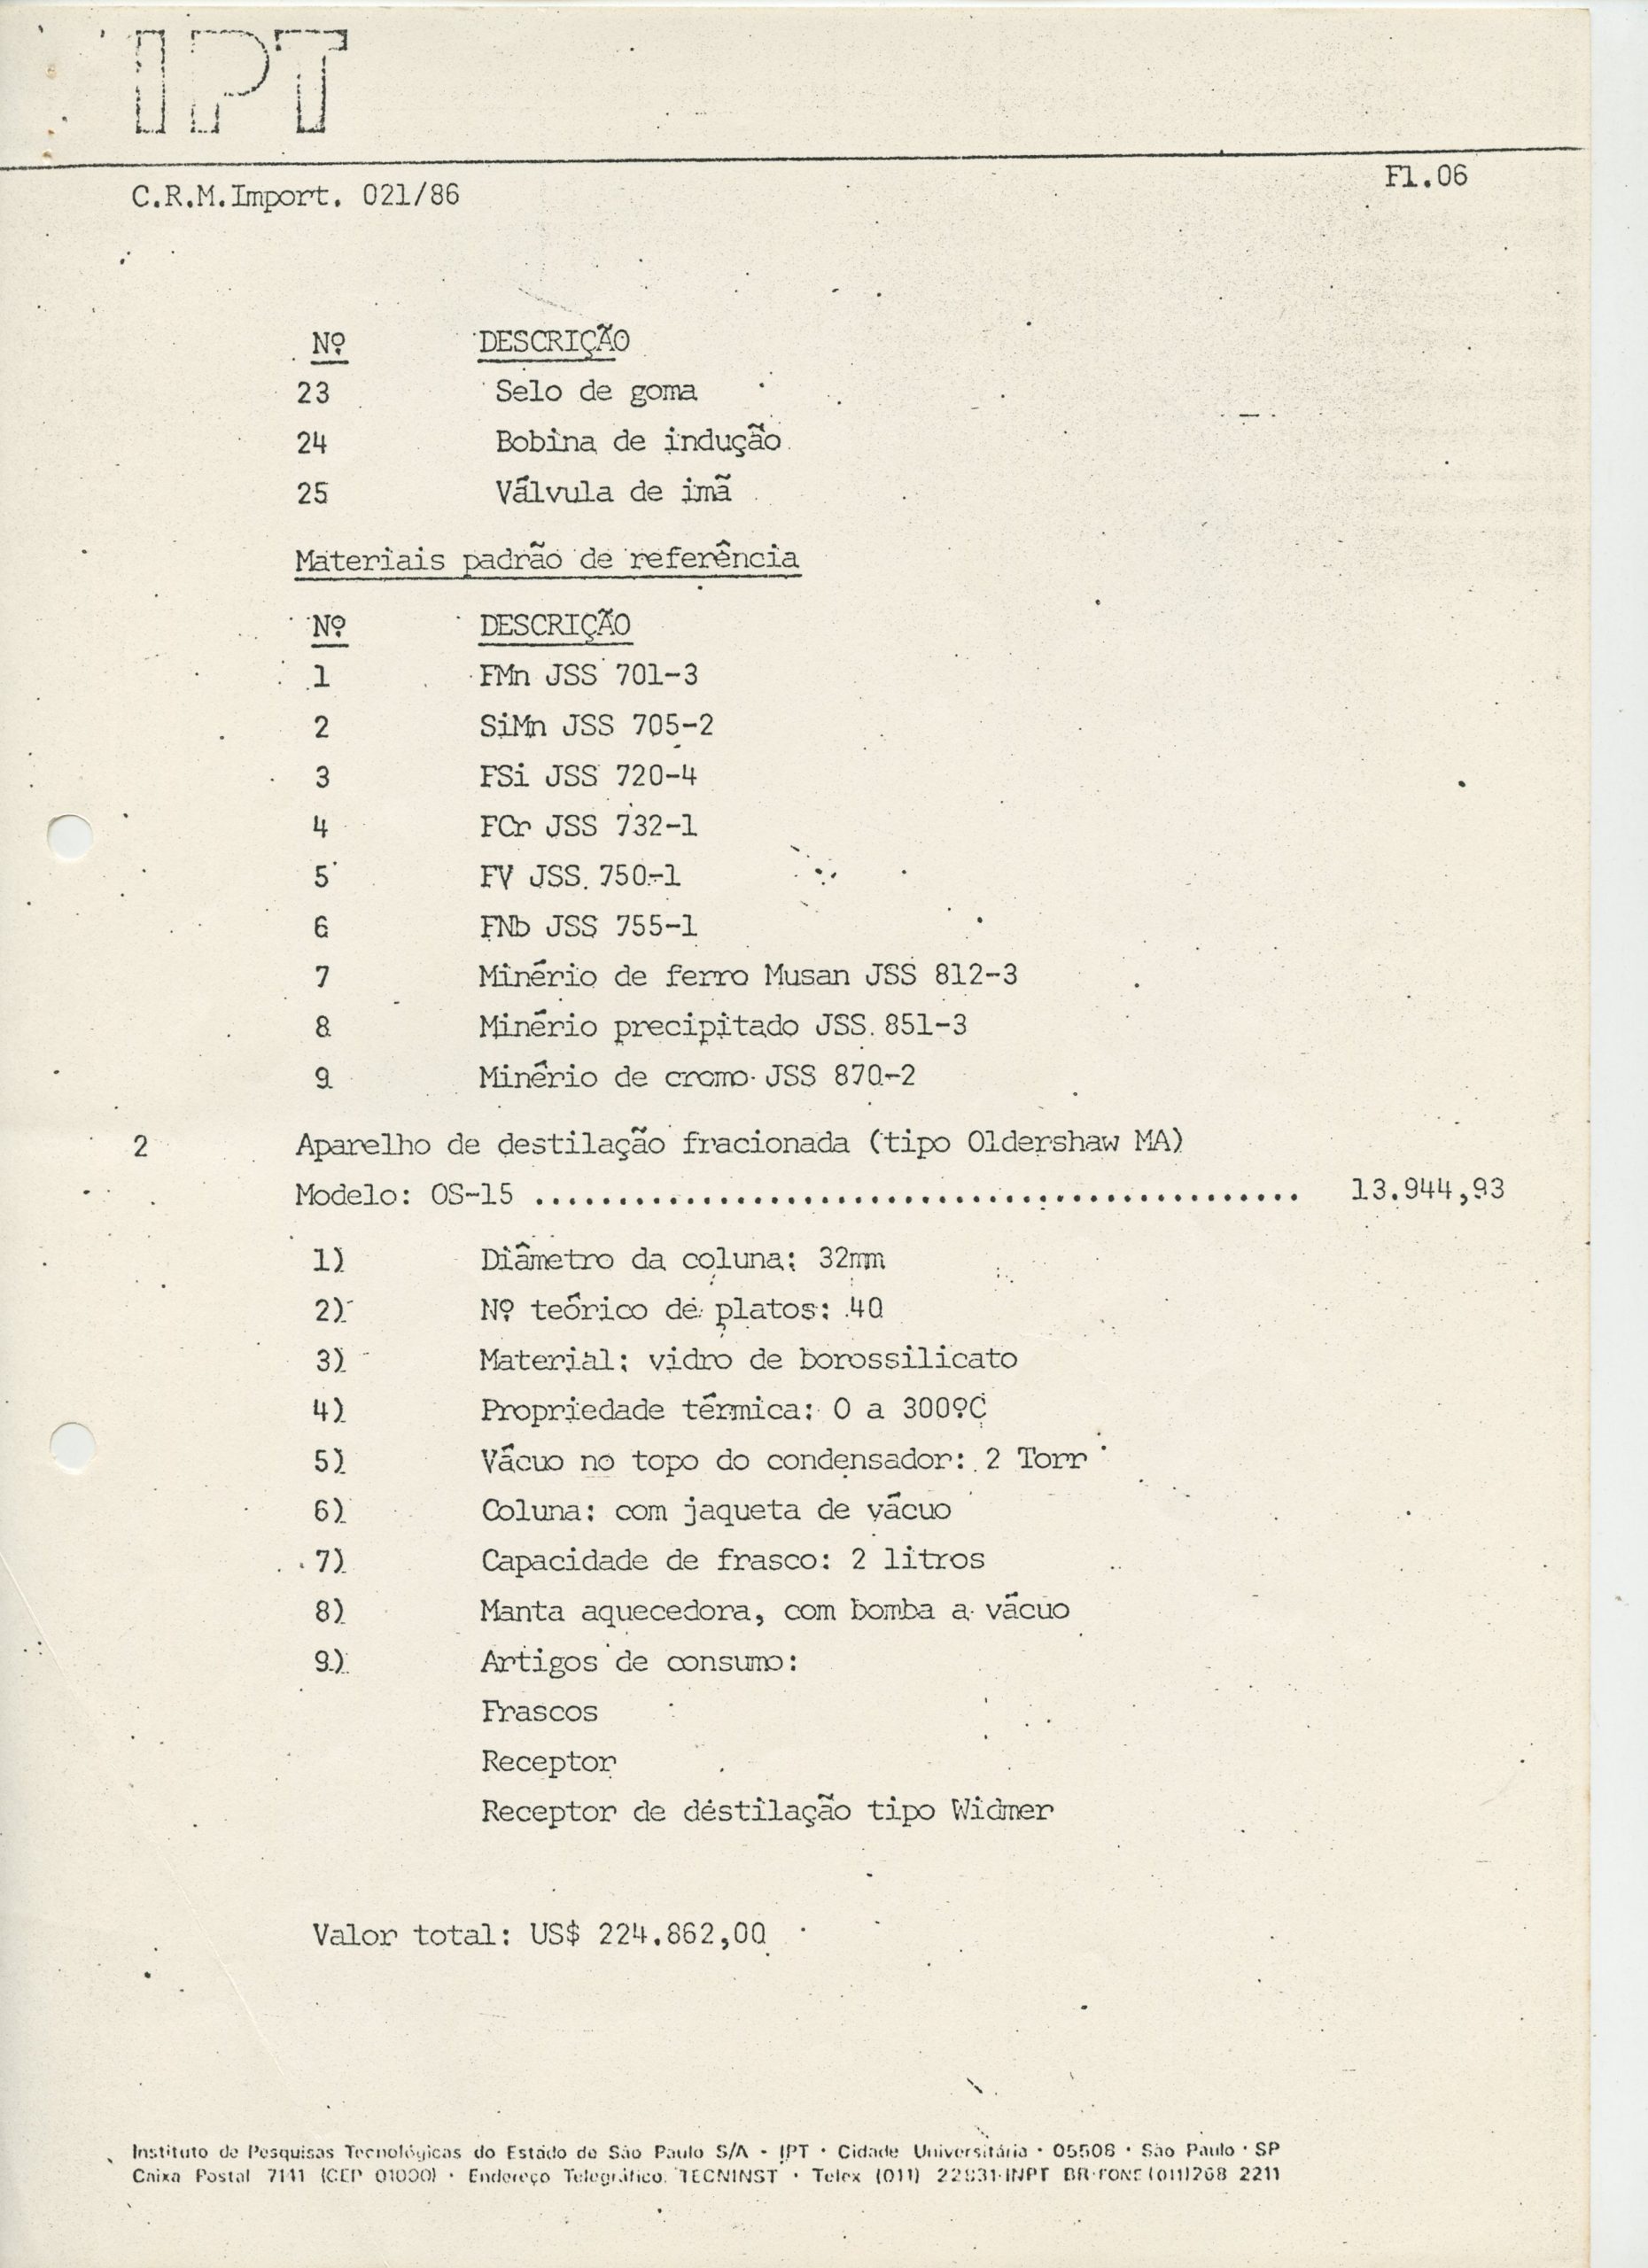 IPT
Fl.06
C.R.M.Import. 021/86
Nº DESCRIÇÃO
23 Selo de goma
24 Bobina de indução
25 Válvula de imã
Materiais padrão de referência
Nº DESCRIÇÃO
1 FMn JSS 701-3
2 SiMn JSS 705-2
3 FSi JSS 720-4
4 FCr JSS 732-1
5 FV JSS 750-1
6 FNb JSS 755-1
7 Minério de ferro Musan JSS 812-3
8 Minério precipitado JSS 851-3
9 Minério de cromo JSS 870-2
2 Aparelho de destilação fracionada (tipo Oldershaw MA)
Modelo: OS-15 .............................................. 13.944,93
1) Diâmetro da coluna: 32mm
2) Nº teórico de platos: 40
3) Material: vidro de borossilicato
4) Propriedade térmica: 0 a 300ºC
5) Vácuo no topo do condensador: 2 Torr
6) Coluna: com jaqueta de vácuo
7) Capacidade de frasco: 2 litros
8) Manta aquecedora, com bomba a vácuo
9) Artigos de consumo:
Frascos
Receptor
Receptor de destilação tipo Widmer
Valor total: US$ 224.862,00
Instituto de Pesquisas Tecnológicas do Estado de São Paulo S/A - IPT • Cidade Universitária • 05508 • São Paulo • SP
Caixa Postal 7141 (CEP 01000) • Endereço Telegráfico: TECNINST • Telex (011) 22831-INPT BR-FONE (011)268 2211